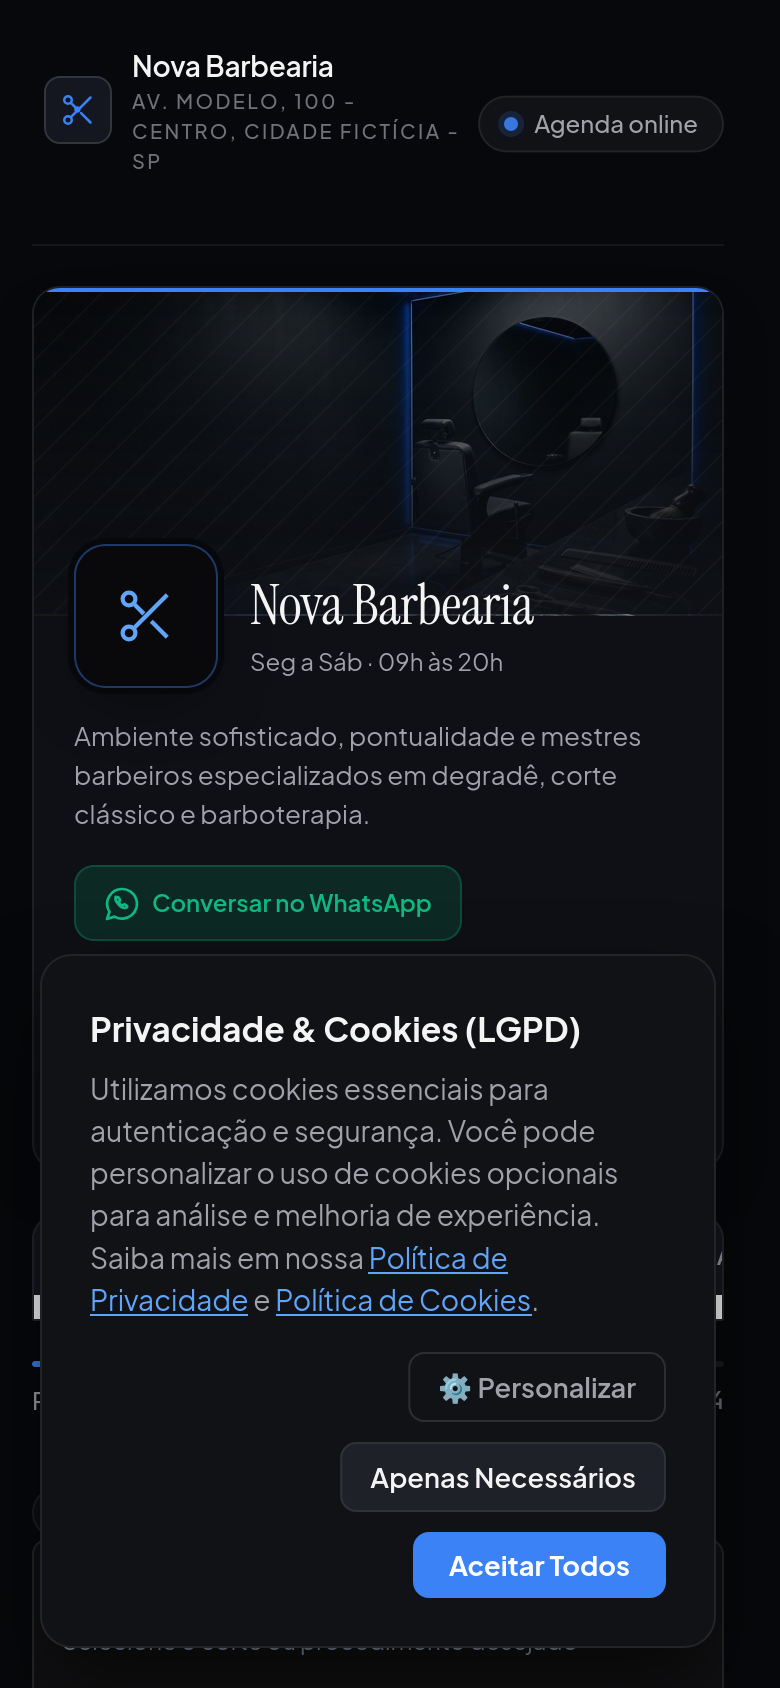 Nova Barbearia
AV. MODELO, 100 -
CENTRO, CIDADE FICTÍCIA -
SP
Agenda online
Nova Barbearia
Seg a Sáb · 09h às 20h
Ambiente sofisticado, pontualidade e mestres
barbeiros especializados em degradê, corte
clássico e barboterapia.
Conversar no WhatsApp
Privacidade & Cookies (LGPD)
Utilizamos cookies essenciais para
autenticação e segurança. Você pode
personalizar o uso de cookies opcionais
para análise e melhoria de experiência.
Saiba mais em nossa Política de
Privacidade e Política de Cookies.
⚙️ Personalizar
Apenas Necessários
Aceitar Todos